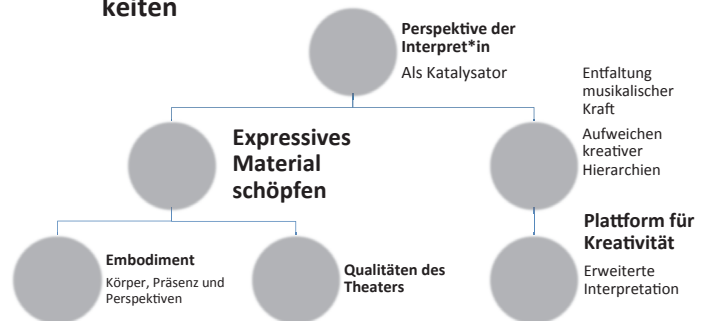 keiten
Perspektive der
Interpret*in
Als Katalysator
Entfaltung
musikalischer
Kraft
Aufweichen
kreativer
Hierarchien
Expressives
Material
schöpfen
Plattform für
Kreativität
Erweiterte
Interpretation
Embodiment
Körper, Präsenz und
Perspektiven
Qualitäten des
Theaters